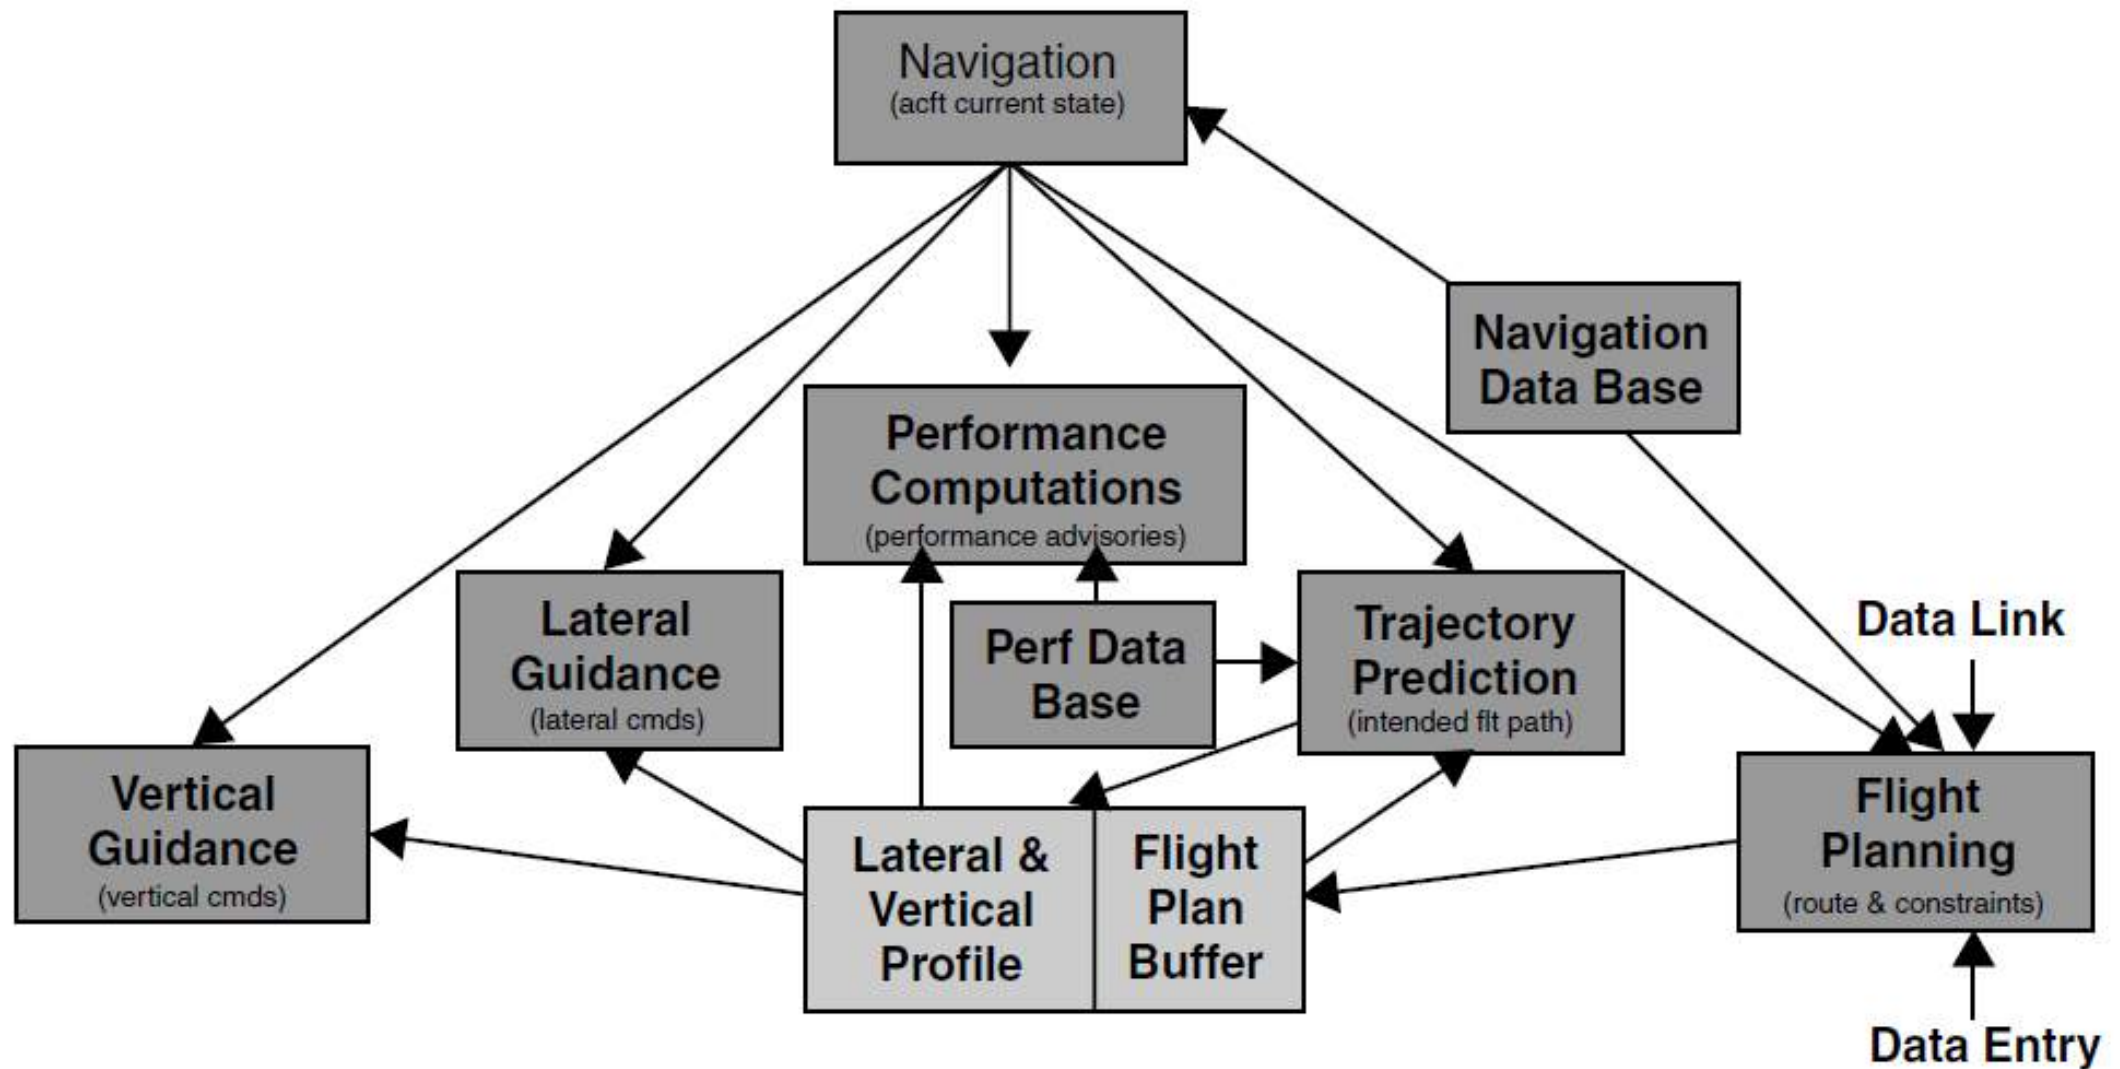 Navigation
(acft current state)
Navigation
Data Base
Performance
Computations
(performance advisories)
Lateral
Guidance
(lateral cmds)
Perf Data
Base
Trajectory
Prediction
(intended flt path)
Data Link
Vertical
Guidance
(vertical cmds)
Lateral &
Vertical
Profile
Flight
Plan
Buffer
Flight
Planning
(route & constraints)
Data Entry